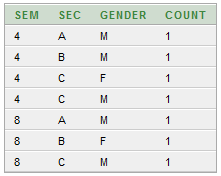 SEM SEC GENDER COUNT
4 A M 1
4 B M 1
4 C F 1
4 C M 1
8 A M 1
8 B F 1
8 C M 1